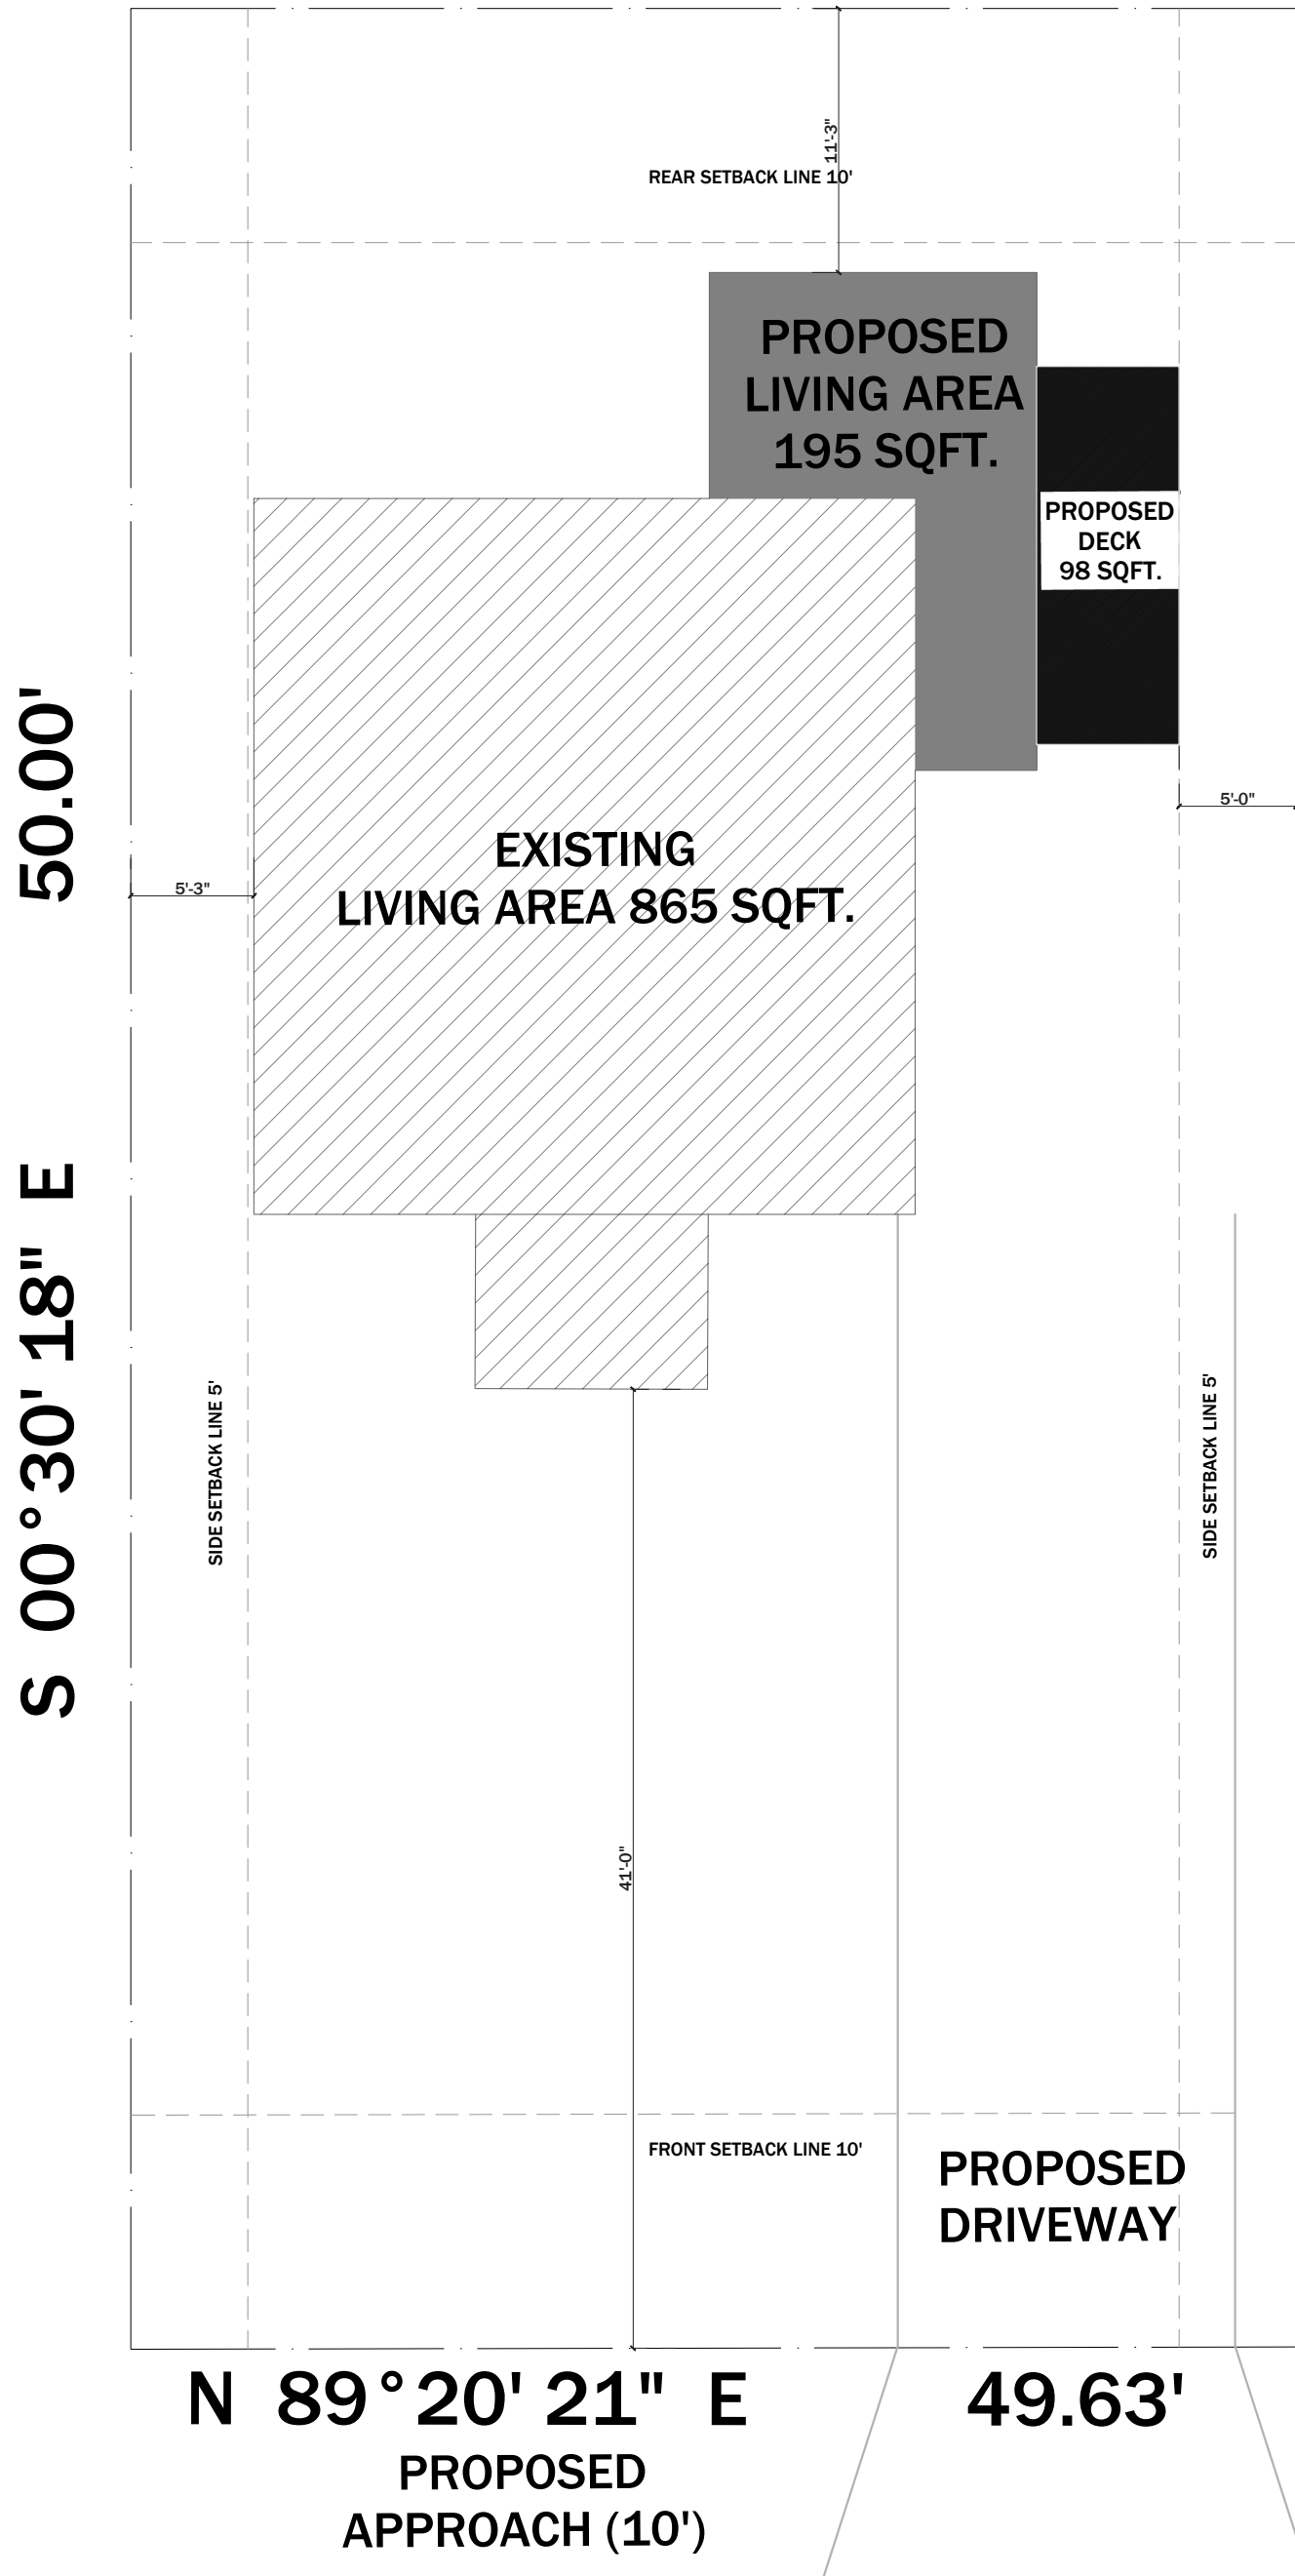 11'-3"
REAR SETBACK LINE 10'
PROPOSED
LIVING AREA
195 SQFT.
PROPOSED
DECK
98 SQFT.
5'-0"
EXISTING
LIVING AREA 865 SQFT.
5'-3"
S 00°30' 18" E 50.00'
SIDE SETBACK LINE 5'
SIDE SETBACK LINE 5'
41'-0"
FRONT SETBACK LINE 10'
PROPOSED
DRIVEWAY
N 89°20' 21" E 49.63'
PROPOSED
APPROACH (10')